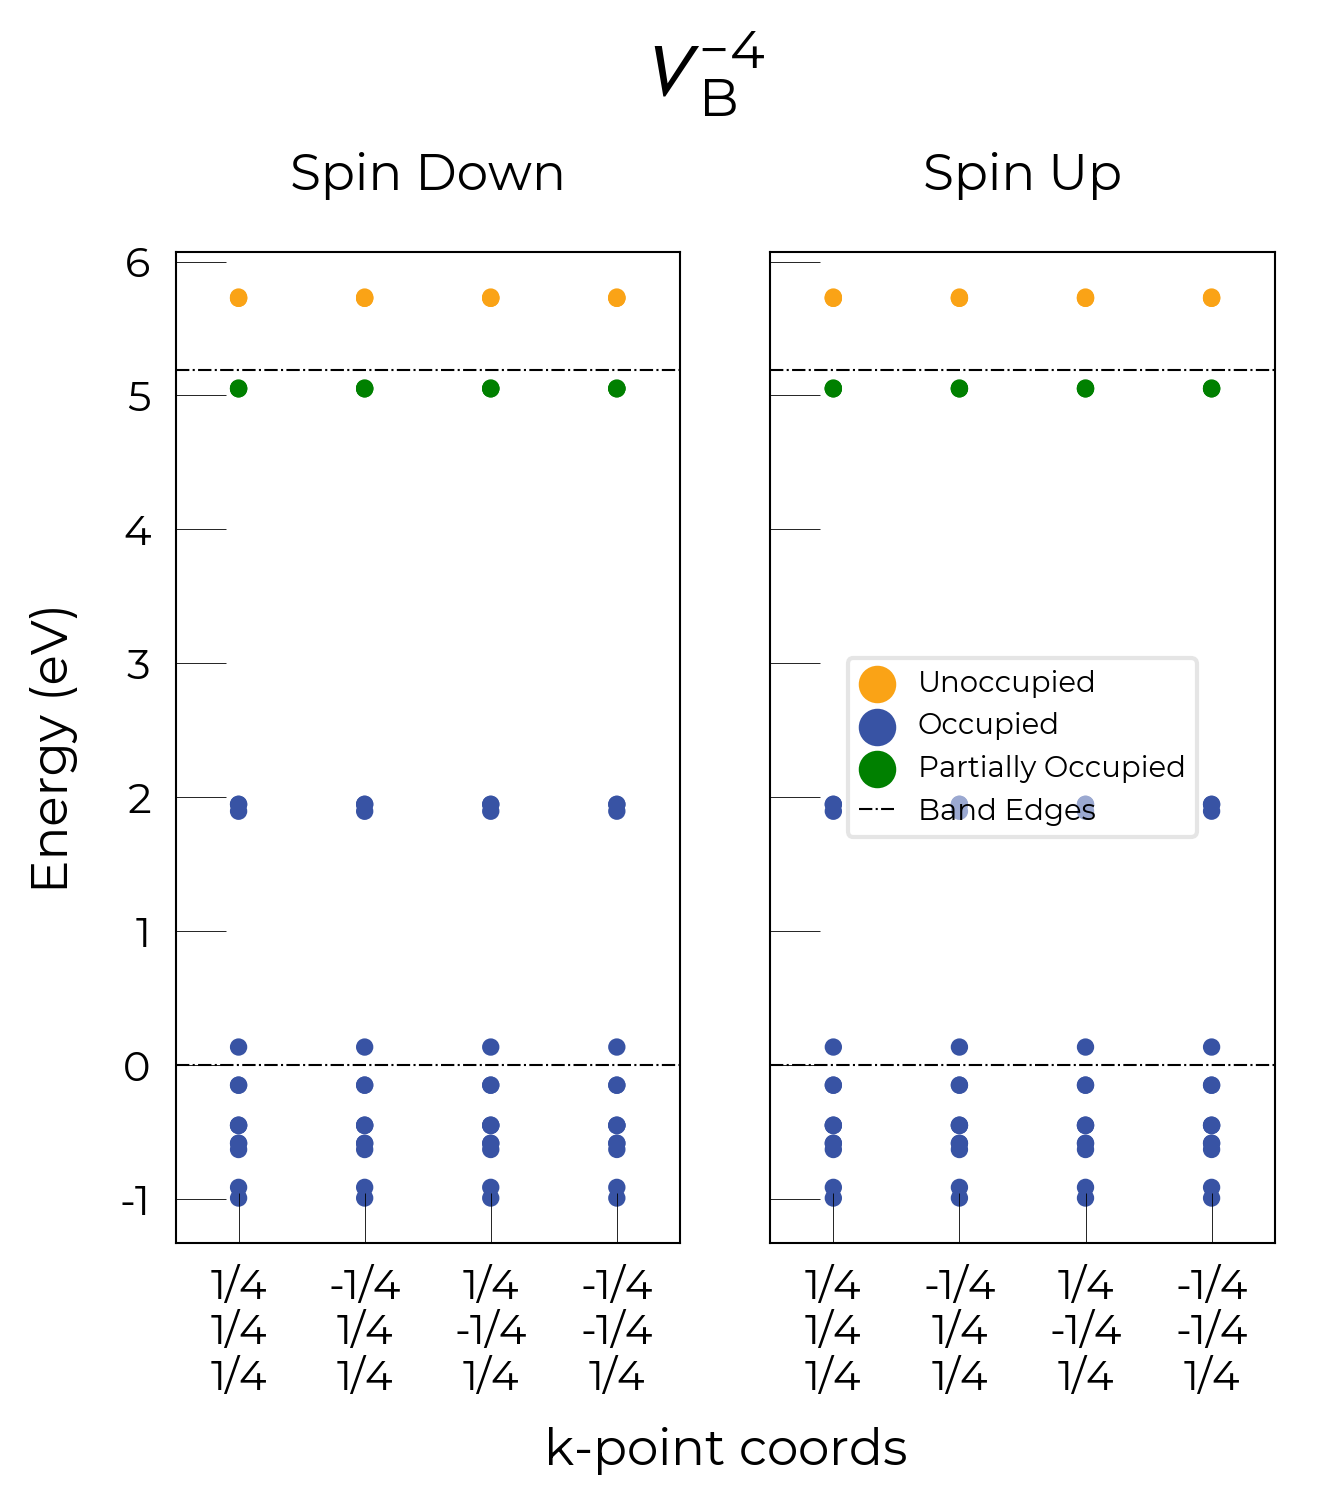 V_B^{-4}
Spin Down
Spin Up
6
5
4
3
2
1
0
-1
Energy (eV)
Unoccupied
Occupied
Partially Occupied
Band Edges
1/4 -1/4 1/4 -1/4 1/4 -1/4 1/4 -1/4
1/4 1/4 -1/4 -1/4 1/4 1/4 -1/4 -1/4
1/4 1/4 1/4 1/4 1/4 1/4 1/4 1/4
k-point coords